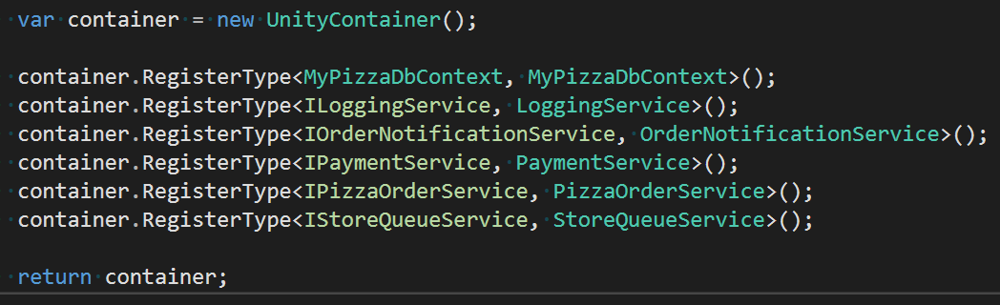 var container = new UnityContainer();
container.RegisterType<MyPizzaDbContext, MyPizzaDbContext>();
container.RegisterType<ILoggingService, LoggingService>();
container.RegisterType<IOrderNotificationService, OrderNotificationService>();
container.RegisterType<IPaymentService, PaymentService>();
container.RegisterType<IPizzaOrderService, PizzaOrderService>();
container.RegisterType<IStoreQueueService, StoreQueueService>();
return container;